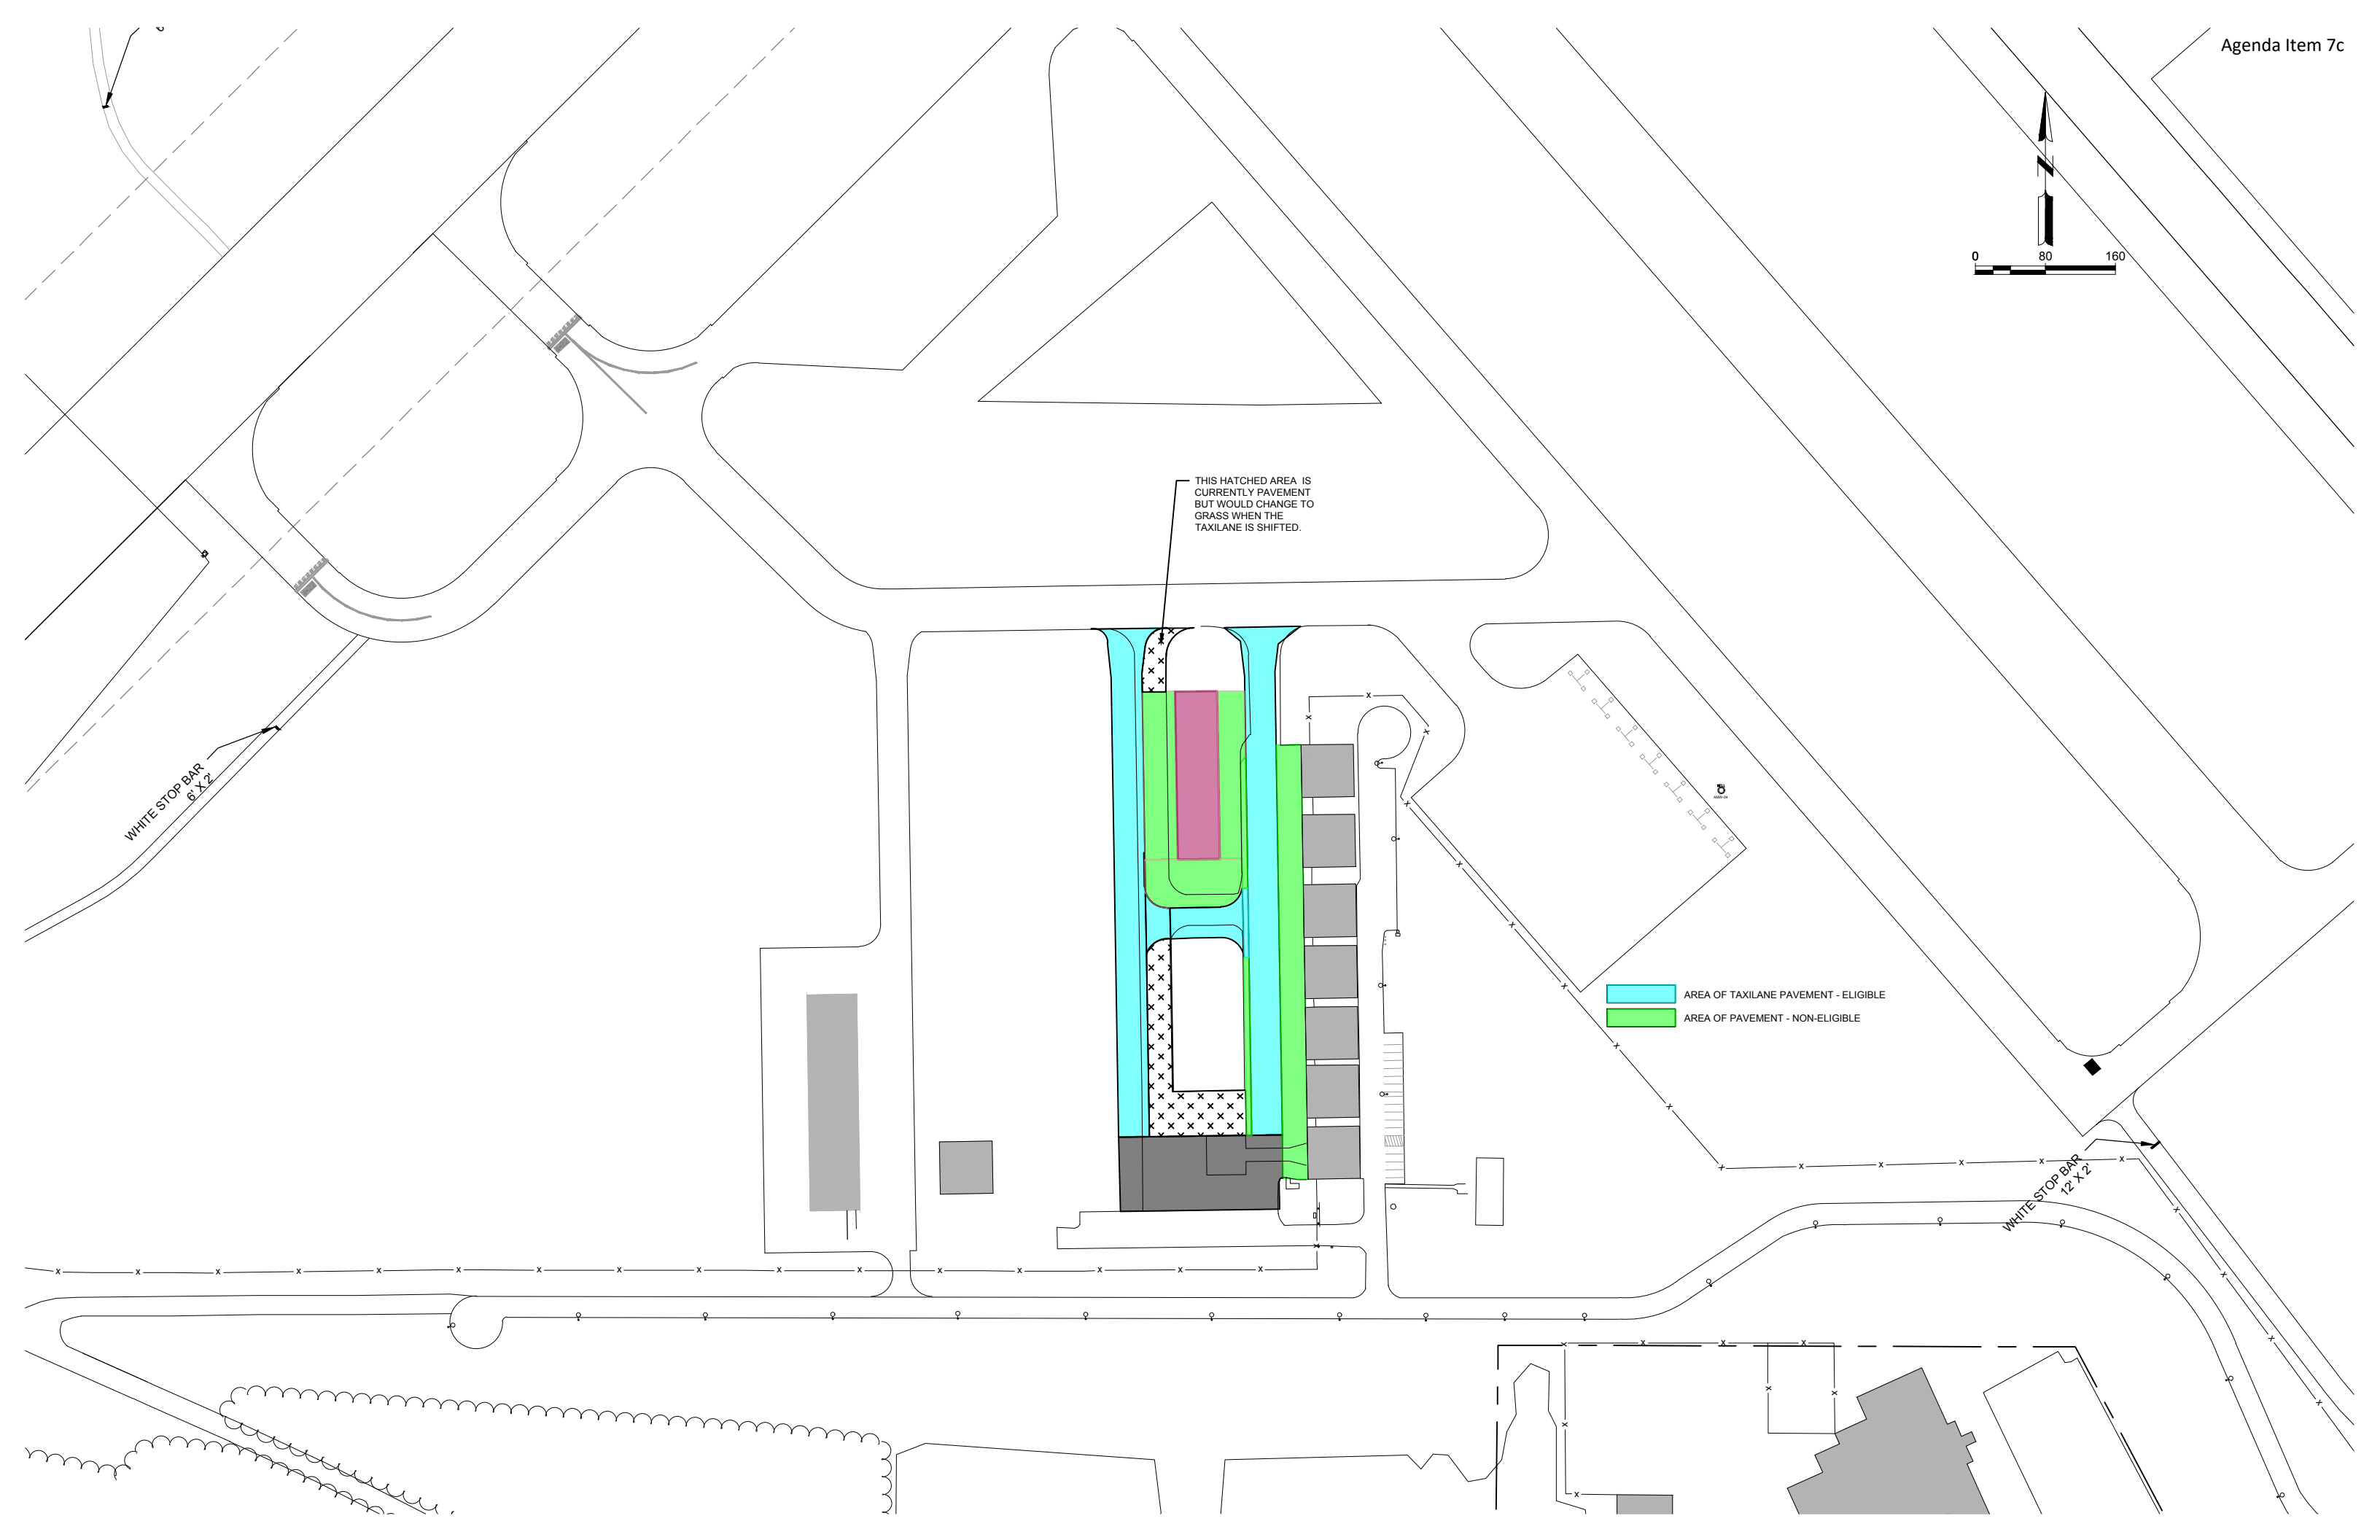 Agenda Item 7c
N
0 80 160
THIS HATCHED AREA IS
CURRENTLY PAVEMENT
BUT WOULD CHANGE TO
GRASS WHEN THE
TAXILANE IS SHIFTED.
WHITE STOP BAR
6' X 2'
AREA OF TAXILANE PAVEMENT - ELIGIBLE
AREA OF PAVEMENT - NON-ELIGIBLE
WHITE STOP BAR
12' X 2'